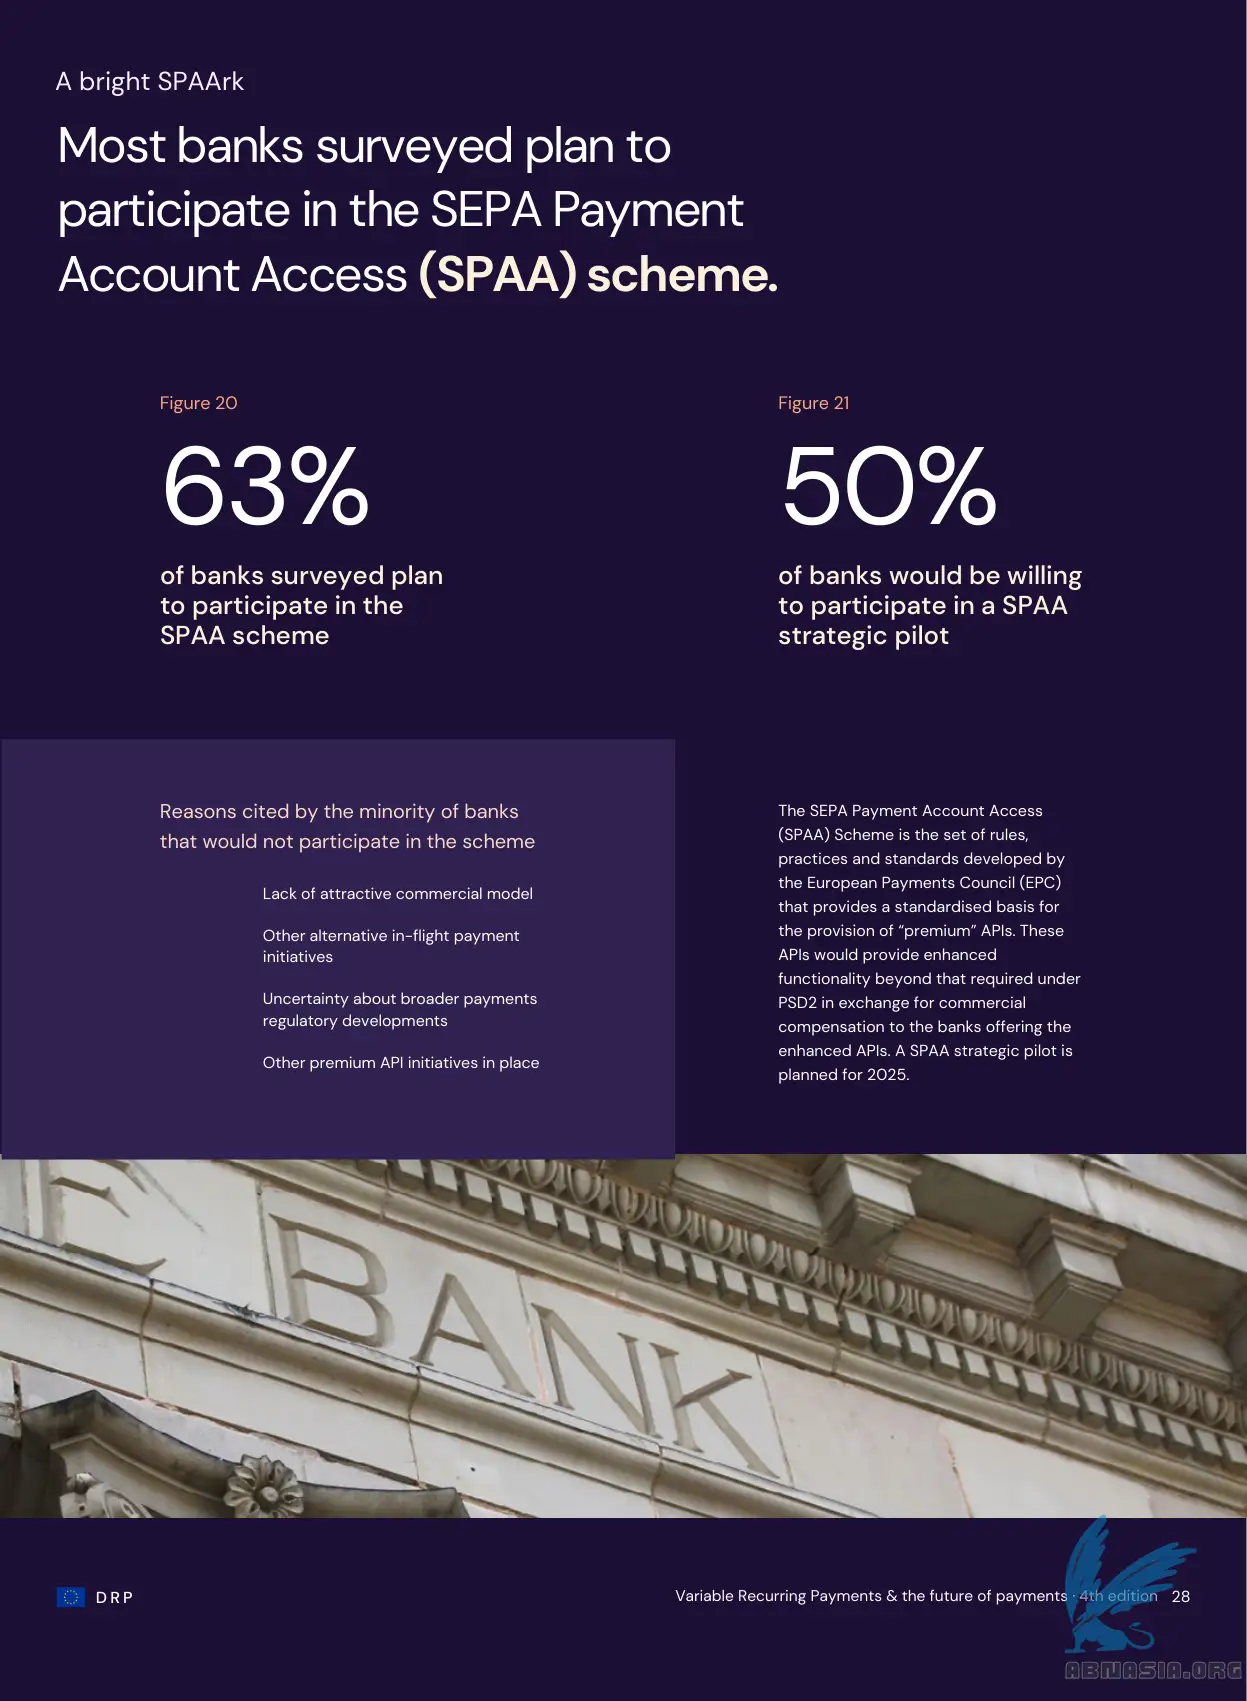 A bright SPAArk
Most banks surveyed plan to
participate in the SEPA Payment
Account Access (SPAA) scheme.
Figure 20
63%
of banks surveyed plan
to participate in the
SPAA scheme
Figure 21
50%
of banks would be willing
to participate in a SPAA
strategic pilot
Reasons cited by the minority of banks
that would not participate in the scheme
Lack of attractive commercial model
Other alternative in-flight payment
initiatives
Uncertainty about broader payments
regulatory developments
Other premium API initiatives in place
The SEPA Payment Account Access
(SPAA) Scheme is the set of rules,
practices and standards developed by
the European Payments Council (EPC)
that provides a standardised basis for
the provision of “premium” APIs. These
APIs would provide enhanced
functionality beyond that required under
PSD2 in exchange for commercial
compensation to the banks offering the
enhanced APIs. A SPAA strategic pilot is
planned for 2025.
E BANK
DRP
Variable Recurring Payments & the future of payments · 4th edition 28
ABNASIA.ORG